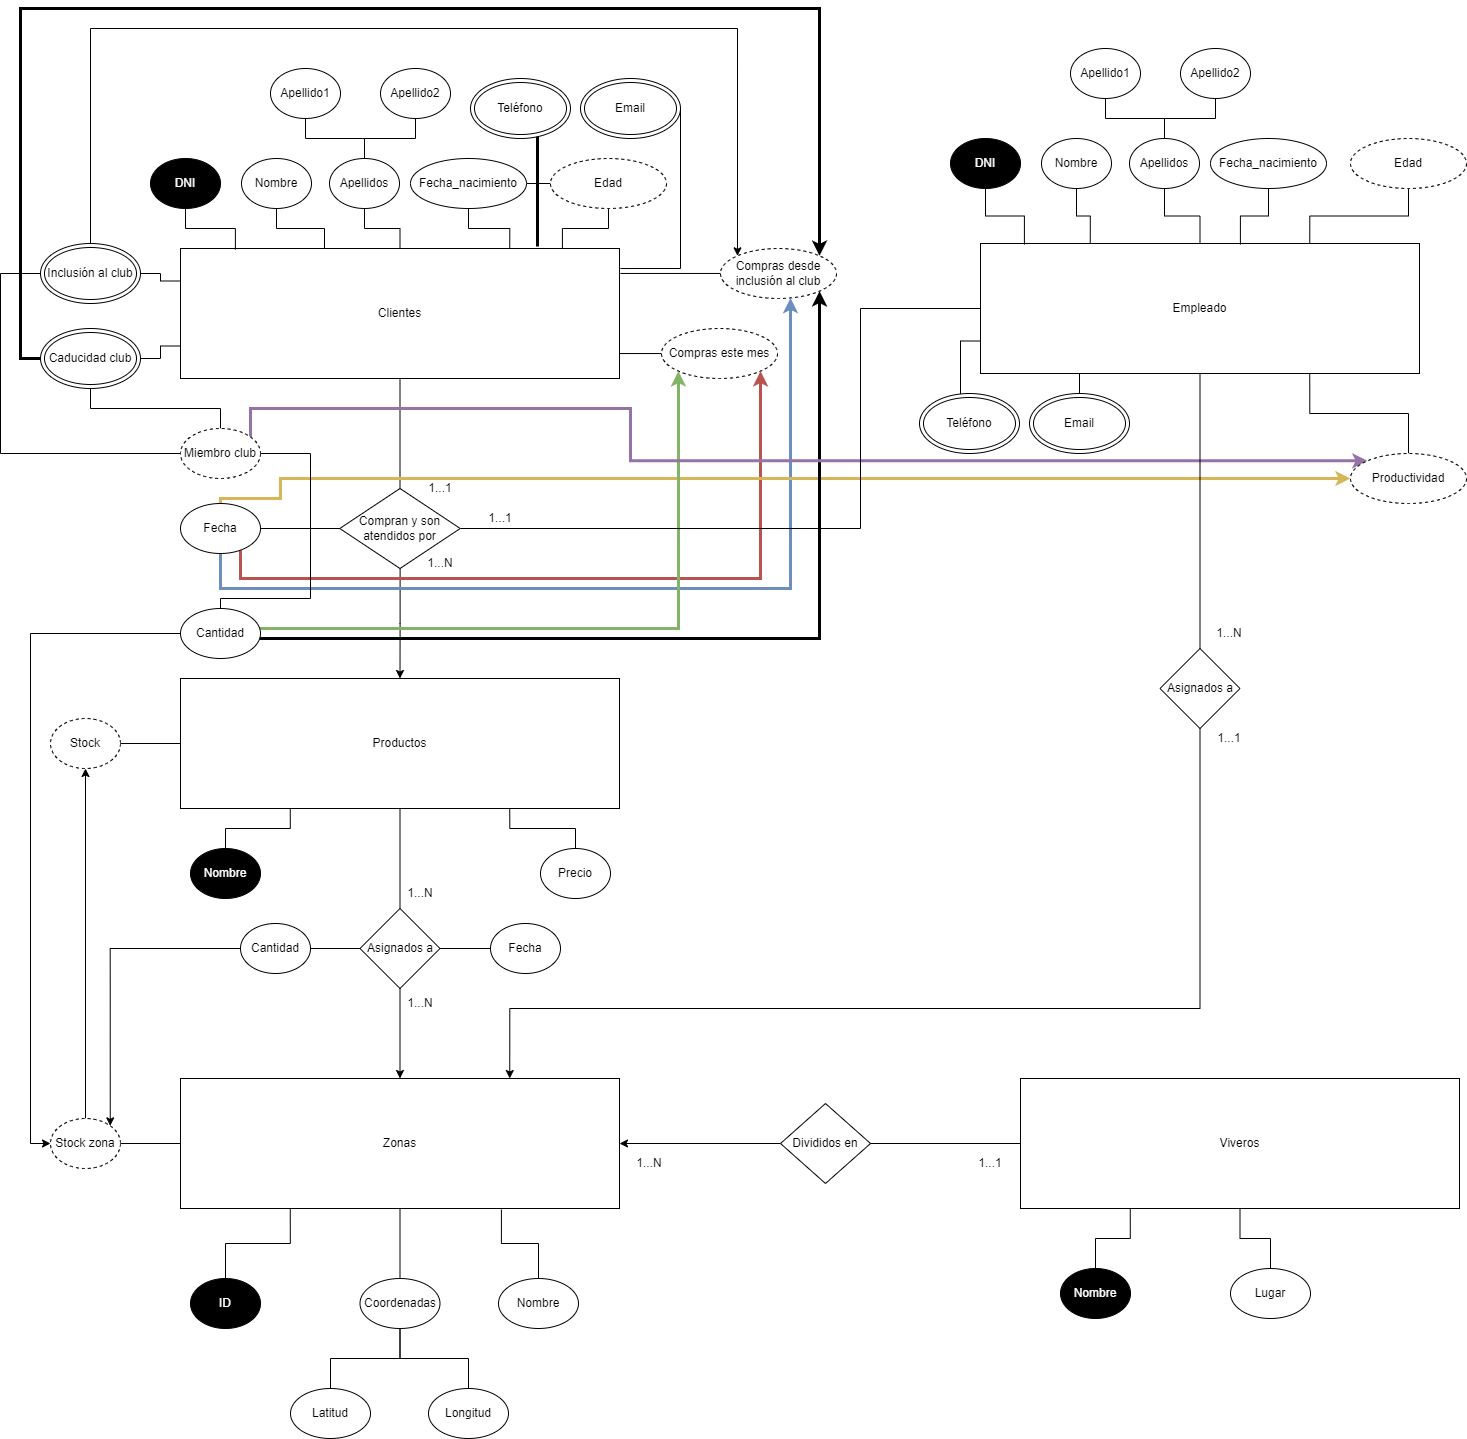 Apellido1
Apellido2
Teléfono
Email
DNI
Nombre
Apellidos
Fecha_nacimiento
Edad
Inclusión al club
Clientes
Caducidad club
Compras desde
inclusión al club
Compras este mes
Miembro club
Apellido1
Apellido2
DNI
Nombre
Apellidos
Fecha_nacimiento
Edad
Empleado
Teléfono
Email
Productividad
1...1
Fecha
Compran y son
atendidos por
1...1
1...N
Cantidad
1...N
Asignados a
1...1
Stock
Productos
Nombre
Precio
1...N
Cantidad
Asignados a
Fecha
1...N
Stock zona
Zonas
Divididos en
Viveros
1...N
1...1
ID
Coordenadas
Nombre
Nombre
Lugar
Latitud
Longitud